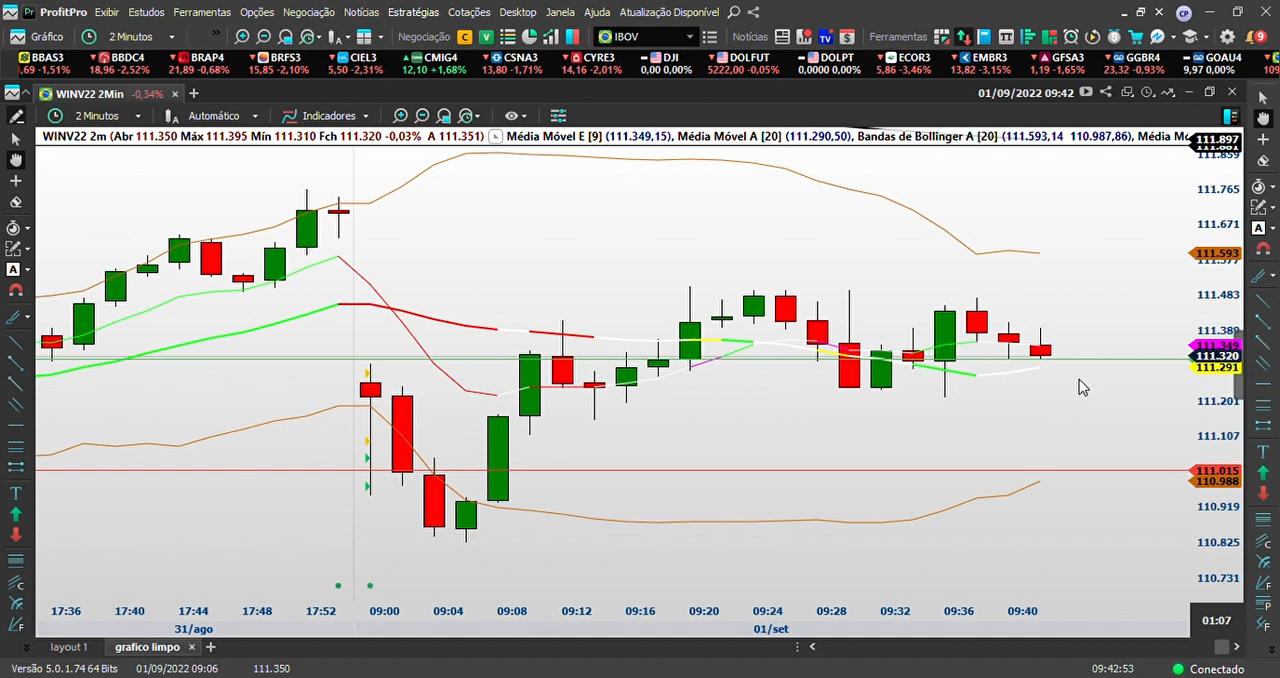 ProfitPro Exibir Estudos Ferramentas Opções Negociação Notícias Estratégias Cotações Desktop Janela Ajuda Atualização Disponível CP
Gráfico 2 Minutos » Negociação C V IBOV Notícias TV $ Ferramentas 9
BBAS3 BBDC4 BRAP4 BRFS3 CIEL3 CMIG4 CSNA3 CYRE3 DJI DOLFUT DOLPT ECOR3 EMBR3 GFSA3 GGBR4 GOAU4
,69 -1,51% 18,96 -2,52% 21,89 -0,68% 15,85 -2,10% 5,50 -2,31% 12,10 +1,68% 13,80 -1,71% 14,16 -2,01% 0,00 0,00% 5222,00 -0,05% 0,0000 0,00% 5,86 -3,46% 13,82 -3,15% 1,19 -1,65% 23,32 -0,93% 9,97 0,00%
WINV22 2Min -0,34% × + 01/09/2022 09:42
2 Minutos Automático Indicadores
WINV22 2m (Abr 111.350 Máx 111.395 Mín 111.310 Fch 111.320 -0,03% A 111.351) Média Móvel E [9] (111.349,15), Média Móvel A [20] (111.290,50), Bandas de Bollinger A [20] (111.593,14 110.987,86), Média Mo
111.897
111.859
111.765
111.671
111.593
111.577
111.483
111.389
111.349
111.320
111.291
111.201
111.107
111.015
110.988
110.919
110.825
110.731
17:36 17:40 17:44 17:48 17:52 09:00 09:04 09:08 09:12 09:16 09:20 09:24 09:28 09:32 09:36 09:40
01:07
31/ago 01/set
layout 1 grafico limpo × +
Versão 5.0.1.74 64 Bits 01/09/2022 09:06 111.350 09:42:53 Conectado